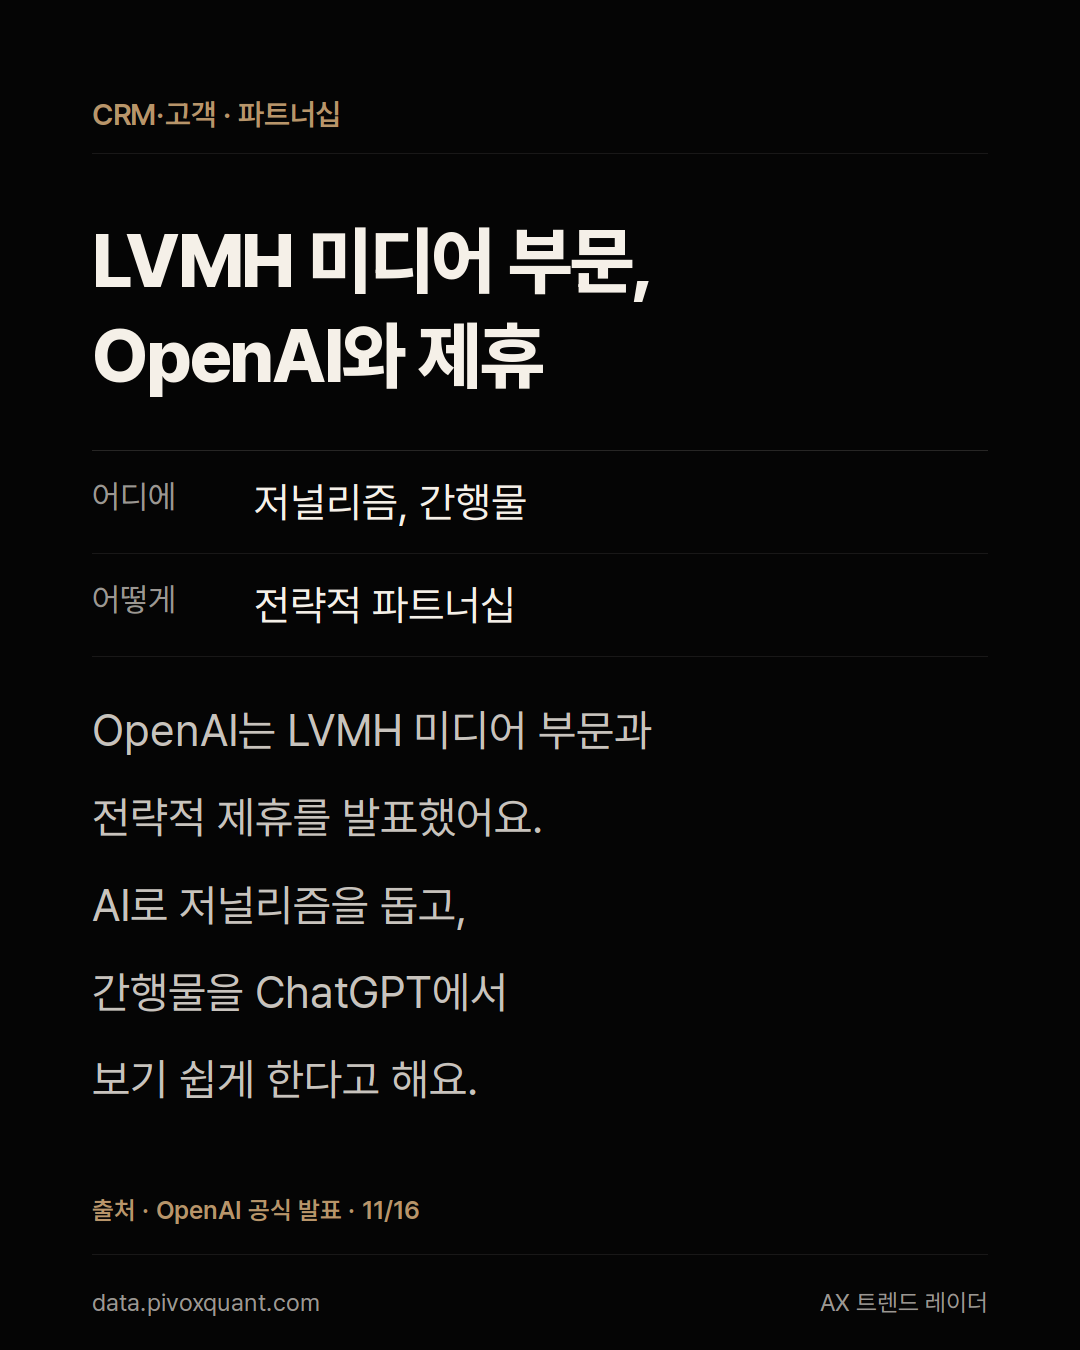 CRM·고객 · 파트너십
LVMH 미디어 부문,
OpenAI와 제휴
어디에 저널리즘, 간행물
어떻게 전략적 파트너십
OpenAI는 LVMH 미디어 부문과
전략적 제휴를 발표했어요.
AI로 저널리즘을 돕고,
간행물을 ChatGPT에서
보기 쉽게 한다고 해요.
출처 · OpenAI 공식 발표 · 11/16
data.pivoxquant.com AX 트렌드 레이더